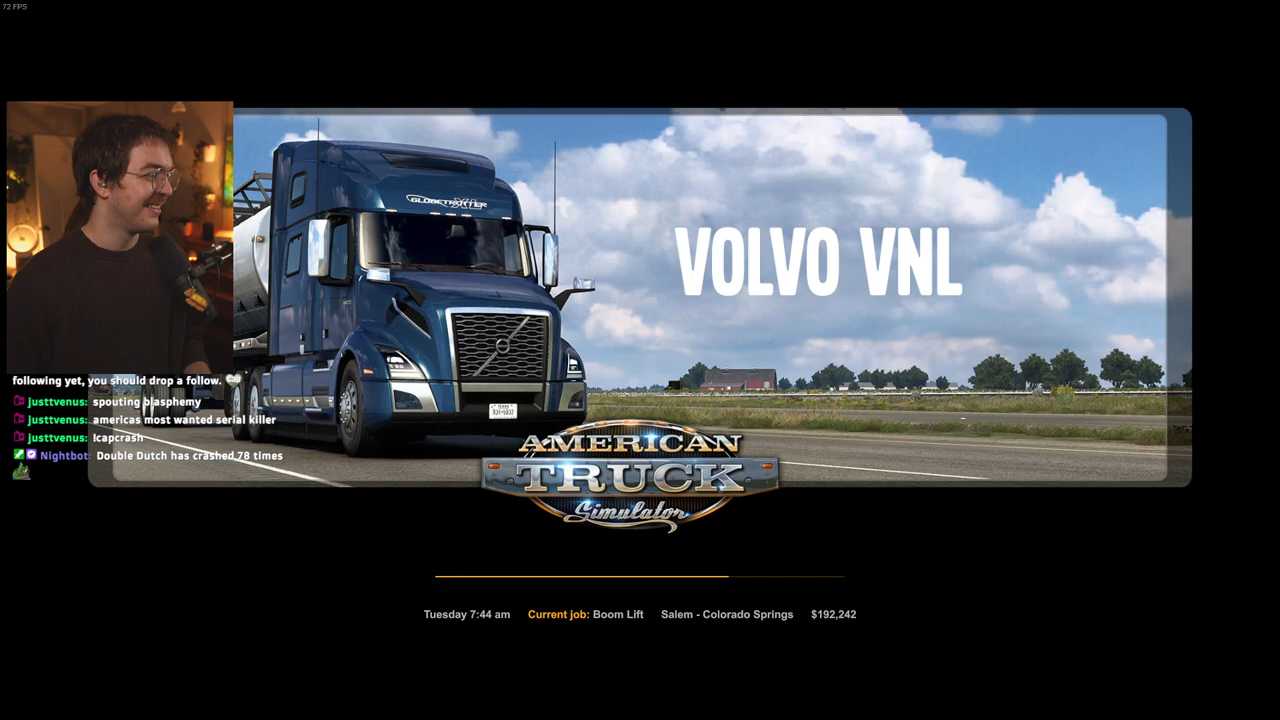 72 FPS
GLOBETROTTER XL
VOLVO VNL
following yet, you should drop a follow.
justtvenus: spouting blasphemy
justtvenus: americas most wanted serial killer
justtvenus: !capcrash
Nightbot: Double Dutch has crashed 78 times
AMERICAN
TRUCK
Simulator
Tuesday 7:44 am Current job: Boom Lift Salem - Colorado Springs $192,242